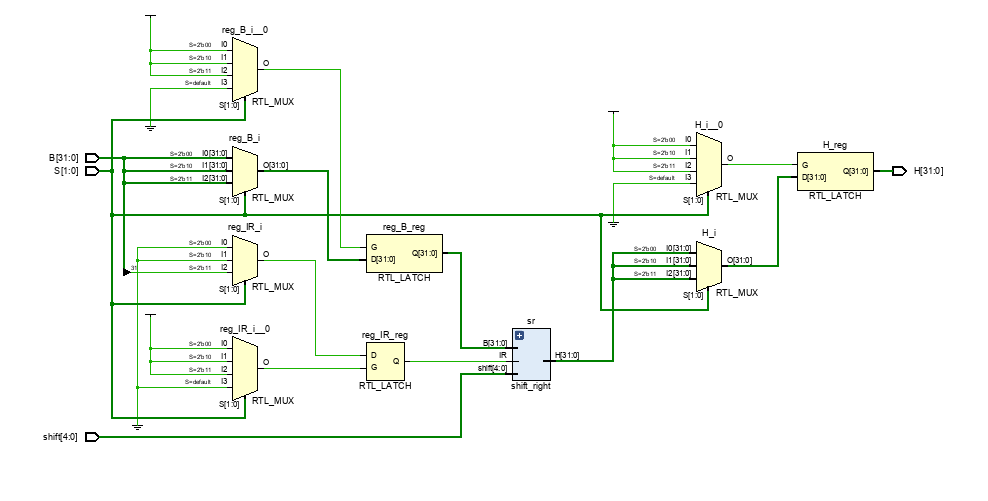 reg_B_i__0
S=2'b00 I0
S=2'b10 I1
S=2'b11 I2
S=default I3
S[1:0]
O
RTL_MUX
B[31:0]
S[1:0]
reg_B_i
S=2'b00 I0[31:0]
S=2'b10 I1[31:0]
S=2'b11 I2[31:0]
S[1:0]
O[31:0]
RTL_MUX
reg_IR_i
S=2'b00 I0
S=2'b10 I1
31 S=2'b11 I2
S[1:0]
O
RTL_MUX
reg_IR_i__0
S=2'b00 I0
S=2'b10 I1
S=2'b11 I2
S=default I3
S[1:0]
O
RTL_MUX
shift[4:0]
reg_B_reg
G
D[31:0]
Q[31:0]
RTL_LATCH
reg_IR_reg
D
G
Q
RTL_LATCH
sr
B[31:0]
IR
shift[4:0]
H[31:0]
shift_right
H_i__0
S=2'b00 I0
S=2'b10 I1
S=2'b11 I2
S=default I3
S[1:0]
O
RTL_MUX
H_i
S=2'b00 I0[31:0]
S=2'b10 I1[31:0]
S=2'b11 I2[31:0]
S[1:0]
O[31:0]
RTL_MUX
H_reg
G
D[31:0]
Q[31:0]
RTL_LATCH
H[31:0]